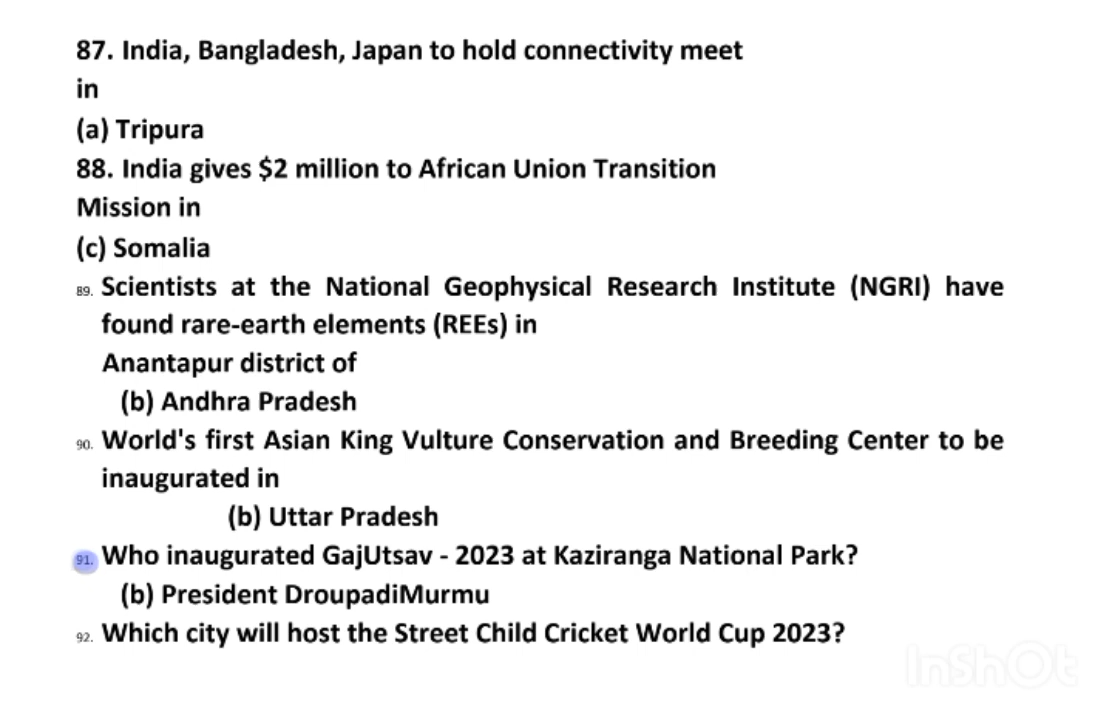 87. India, Bangladesh, Japan to hold connectivity meet
in
(a) Tripura
88. India gives $2 million to African Union Transition
Mission in
(c) Somalia
89. Scientists at the National Geophysical Research Institute (NGRI) have
found rare-earth elements (REEs) in
Anantapur district of
(b) Andhra Pradesh
90. World's first Asian King Vulture Conservation and Breeding Center to be
inaugurated in
(b) Uttar Pradesh
91. Who inaugurated GajUtsav - 2023 at Kaziranga National Park?
(b) President DroupadiMurmu
92. Which city will host the Street Child Cricket World Cup 2023?
InShOt